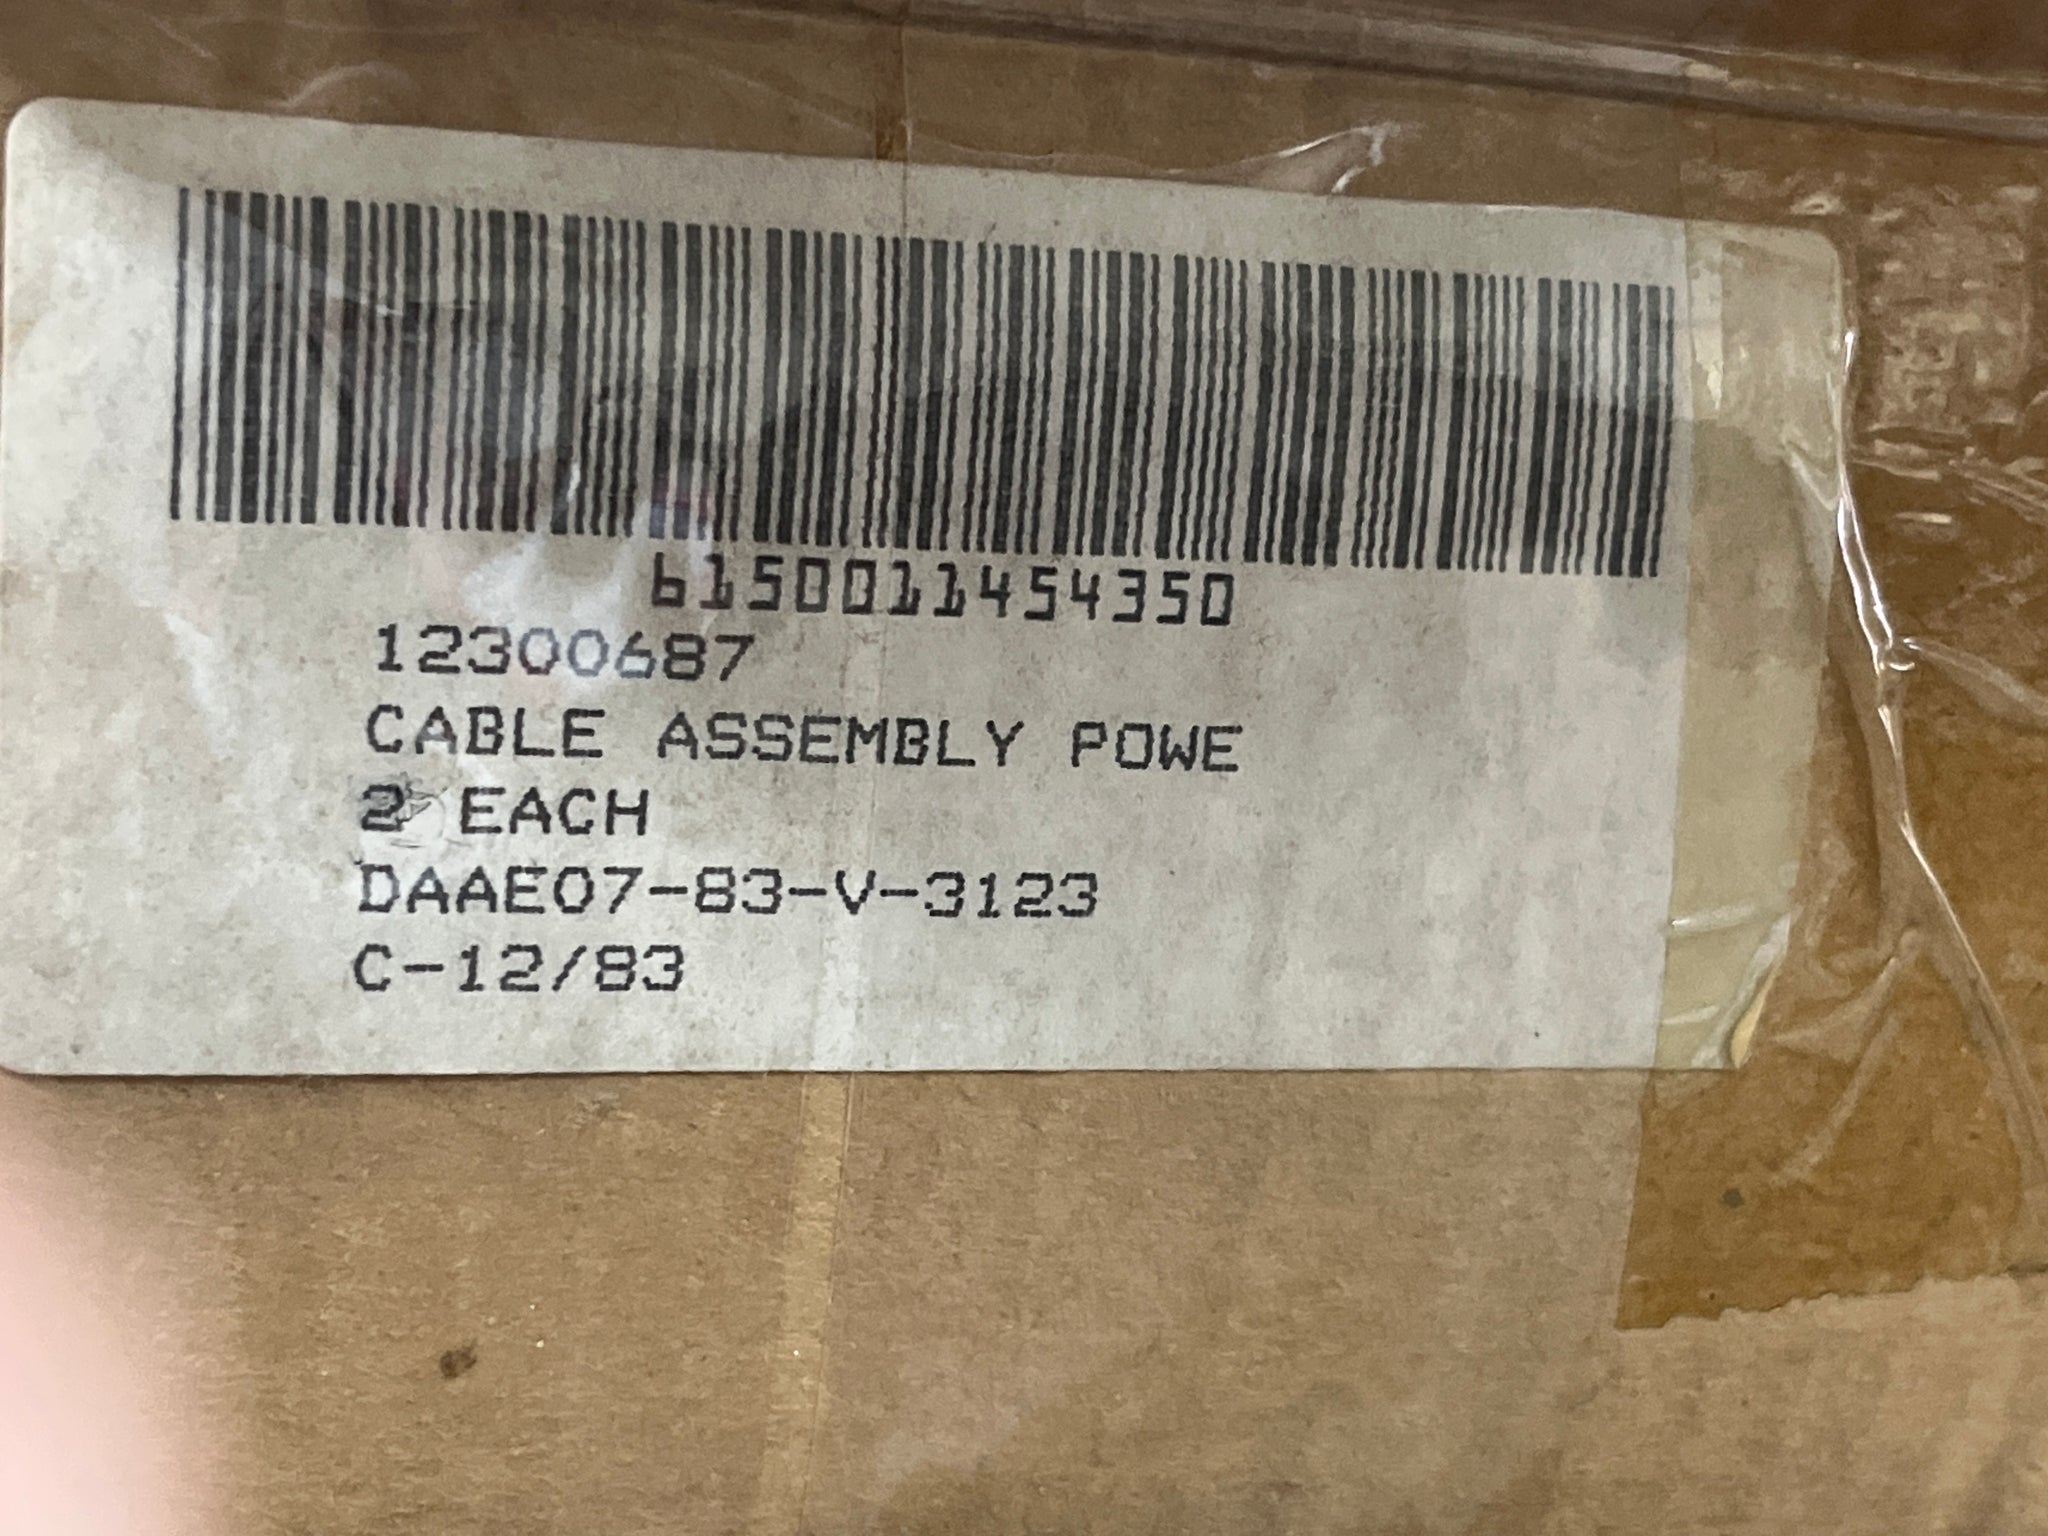 6150011454350
12300687
CABLE ASSEMBLY POWE
2 EACH
DAAE07-83-V-3123
C-12/83